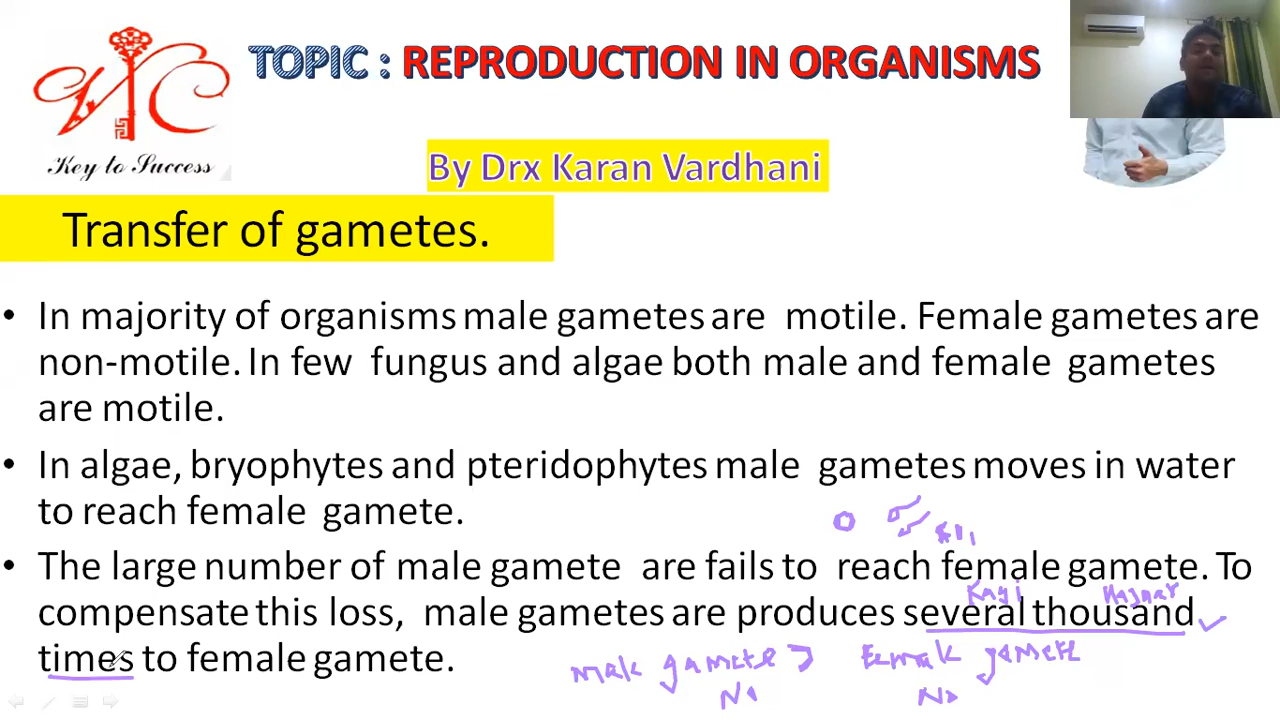 VKC
Key to Success
TOPIC : REPRODUCTION IN ORGANISMS
By Drx Karan Vardhani
Transfer of gametes.
• In majority of organisms male gametes are motile. Female gametes are
non-motile. In few fungus and algae both male and female gametes
are motile.
• In algae, bryophytes and pteridophytes male gametes moves in water
to reach female gamete.
• The large number of male gamete are fails to reach female gamete. To
Kayi Hajnar
compensate this loss, male gametes are produces several thousand
times to female gamete.
male gamete > Female gamete
No No